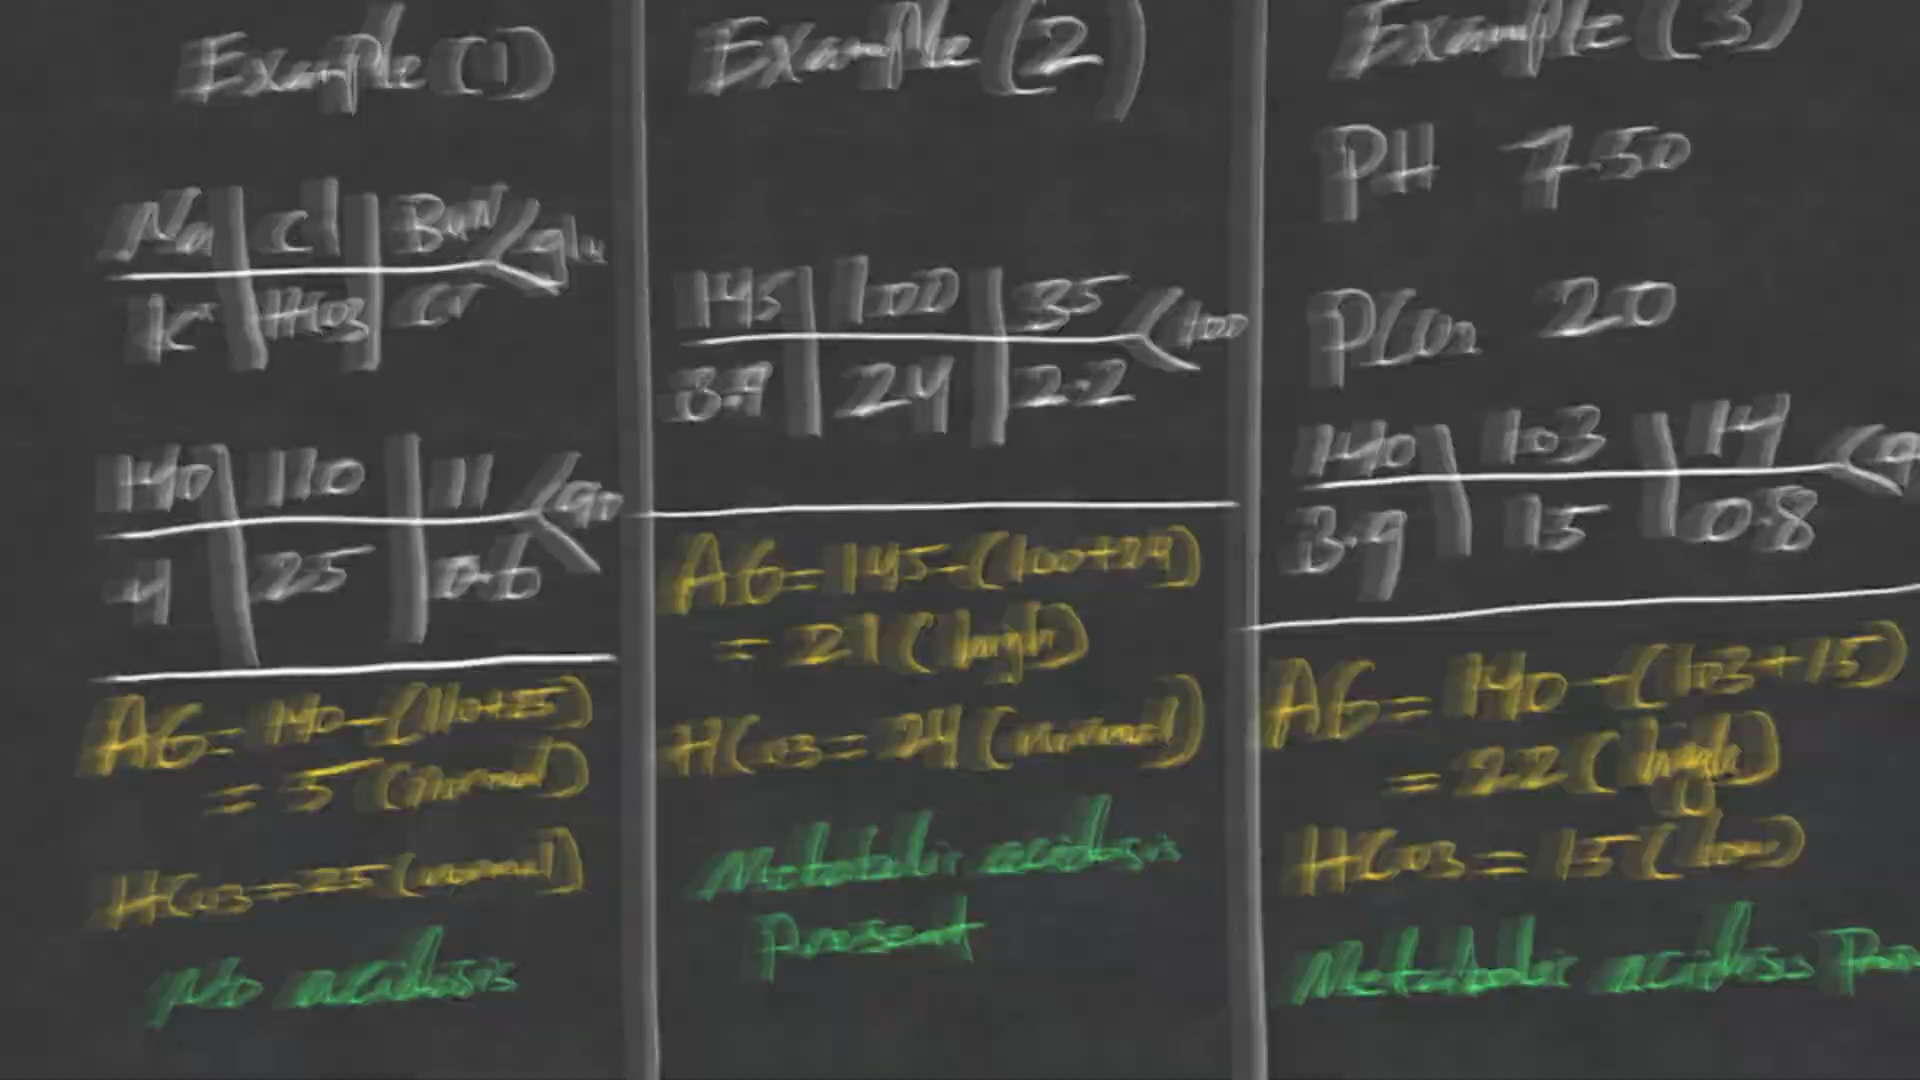 Example (1)
Na Cl Bun glu
K HCO3 Cr
140 110 11 90
4 25 0.6
AG = 140 - (110+25)
= 5 (normal)
HCO3 = 25 (normal)
No acidosis
Example (2)
145 100 35 100
3.9 24 2.2
AG = 145 - (100+24)
= 21 (high)
HCO3 = 24 (normal)
Metabolic acidosis
Present
Example (3)
PH 7.50
PCO2 20
140 103 14
3.9 15 0.8
AG = 140 - (103+15)
= 22 (high)
HCO3 = 15 (low)
Metabolic acidosis